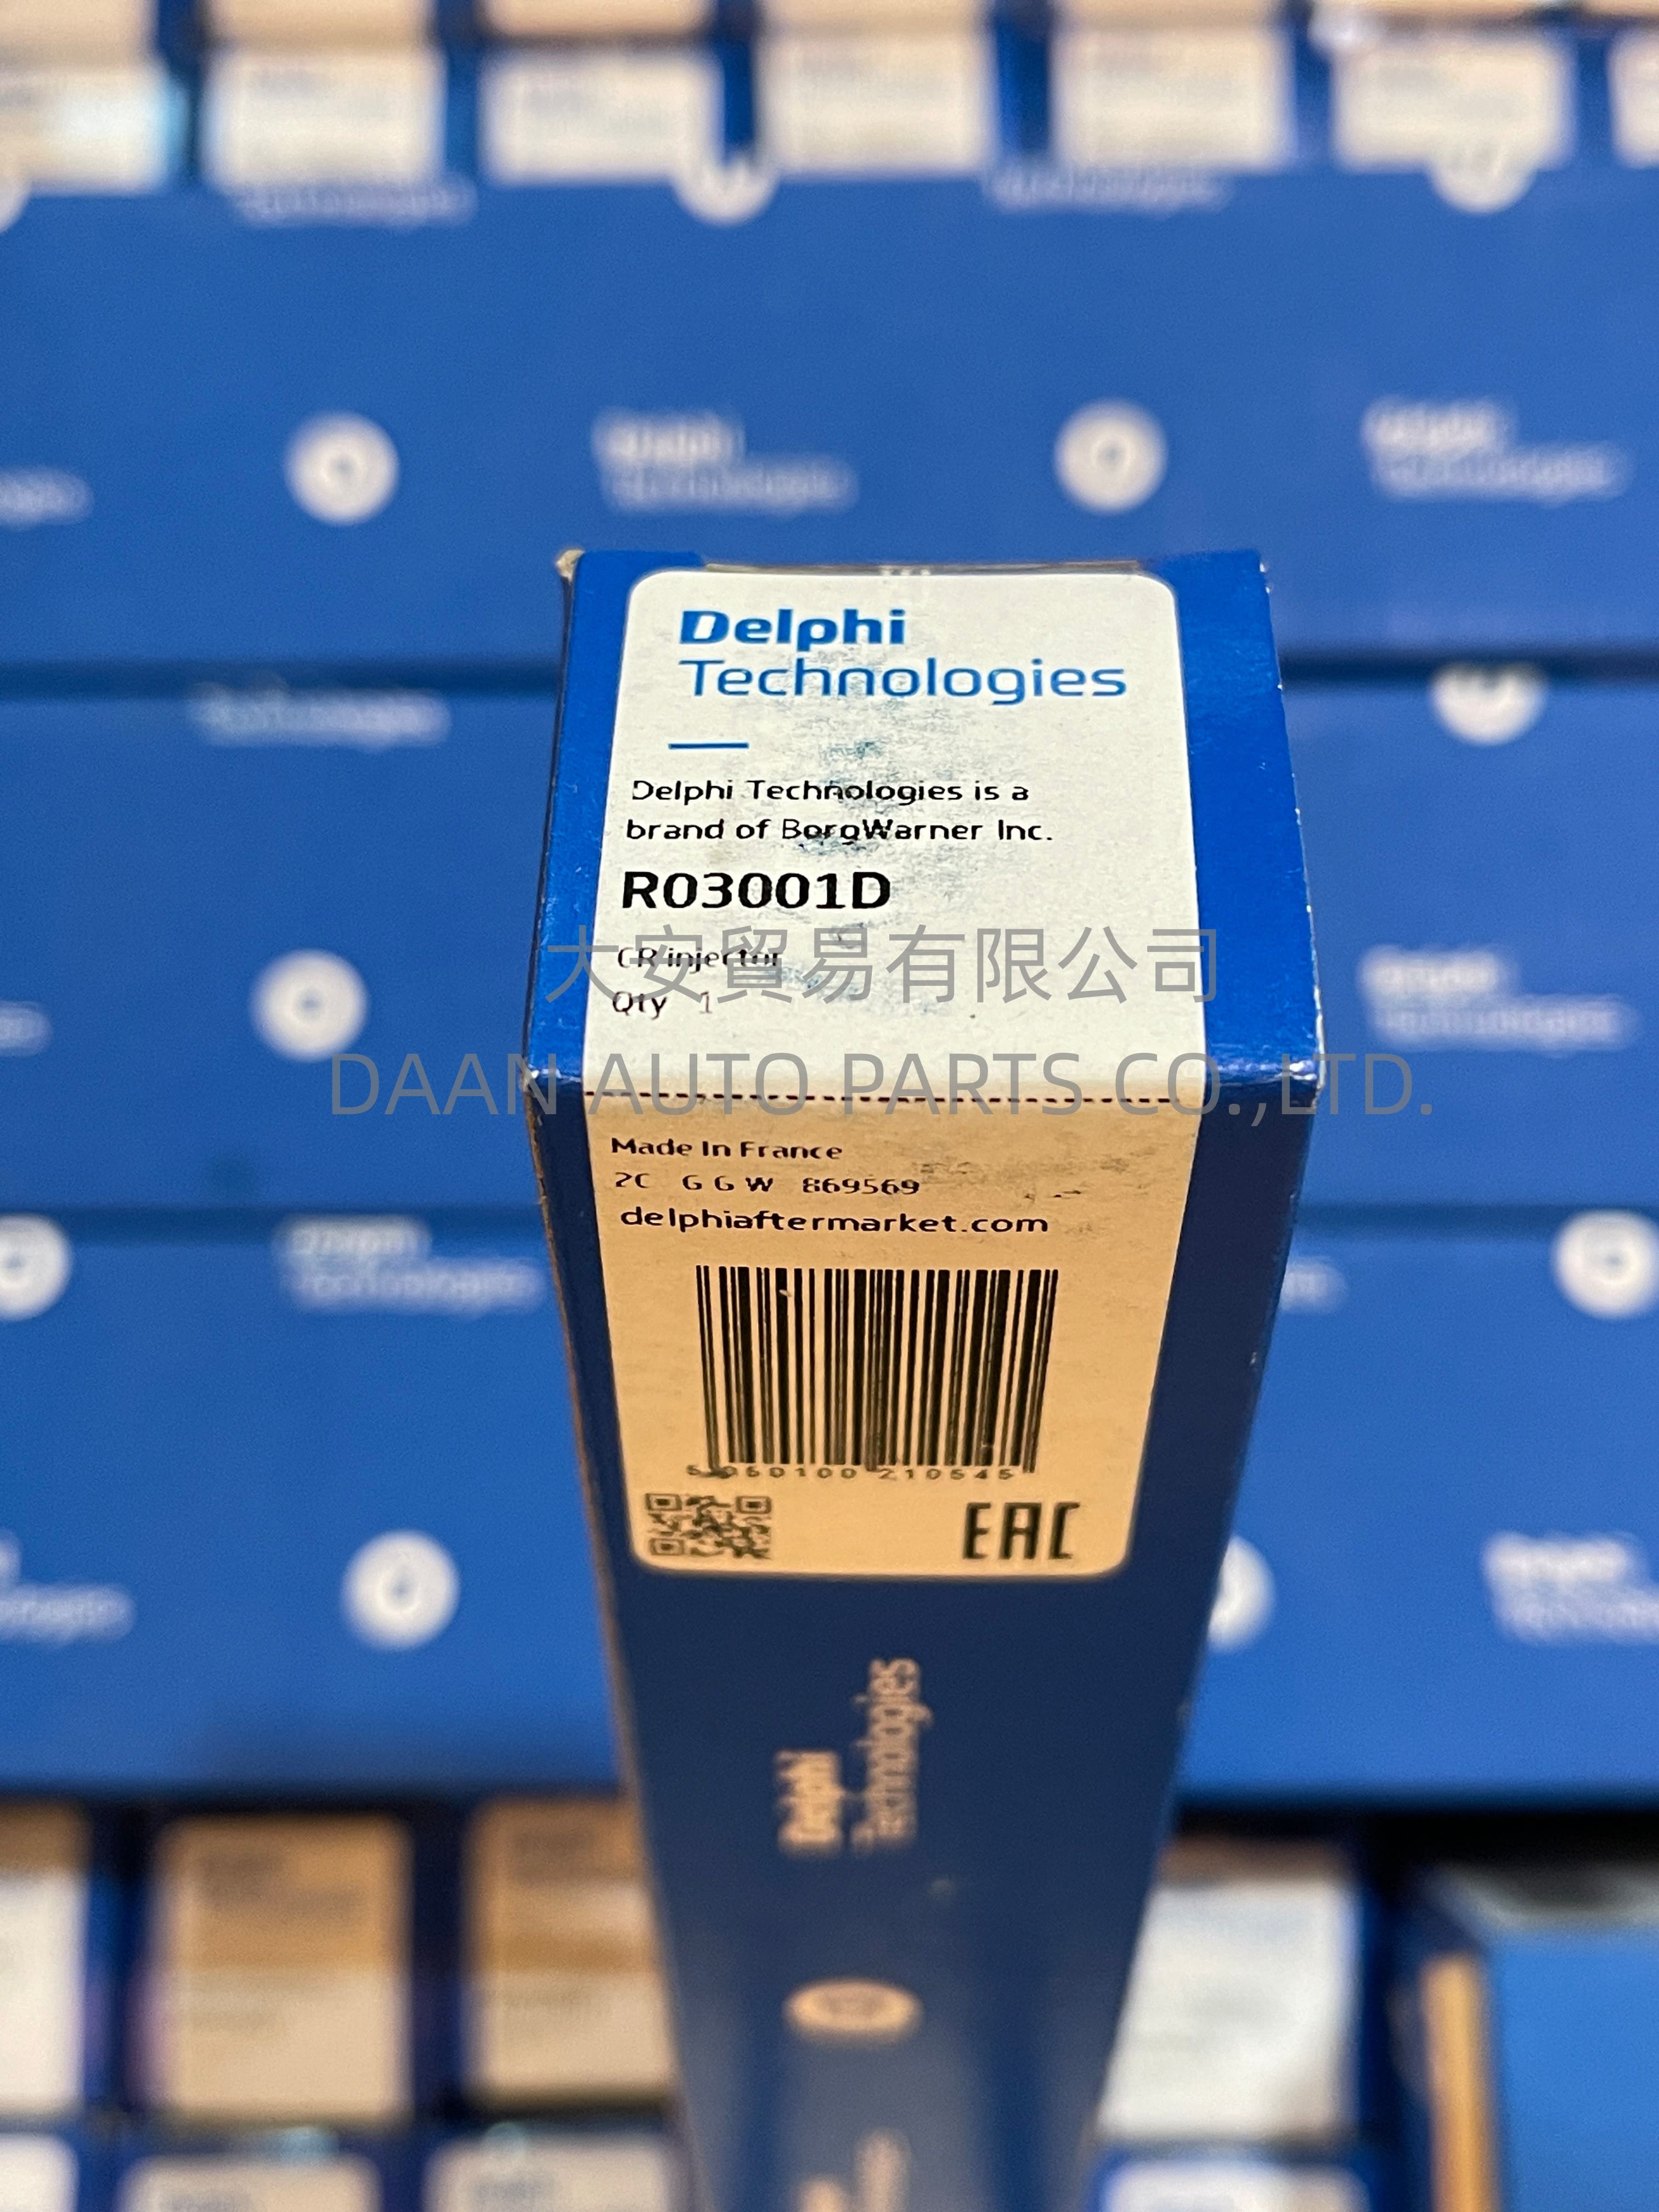 Delphi
Technologies
Delphi Technologies is a
brand of BorgWarner Inc.
R03001D
CR injector
大安貿易有限公司
Qty 1
DAAN AUTO PARTS CO.,LTD.
Made In France
2C G G W 869569
delphiaftermarket.com
210545
EAC
Delphi
Technologies